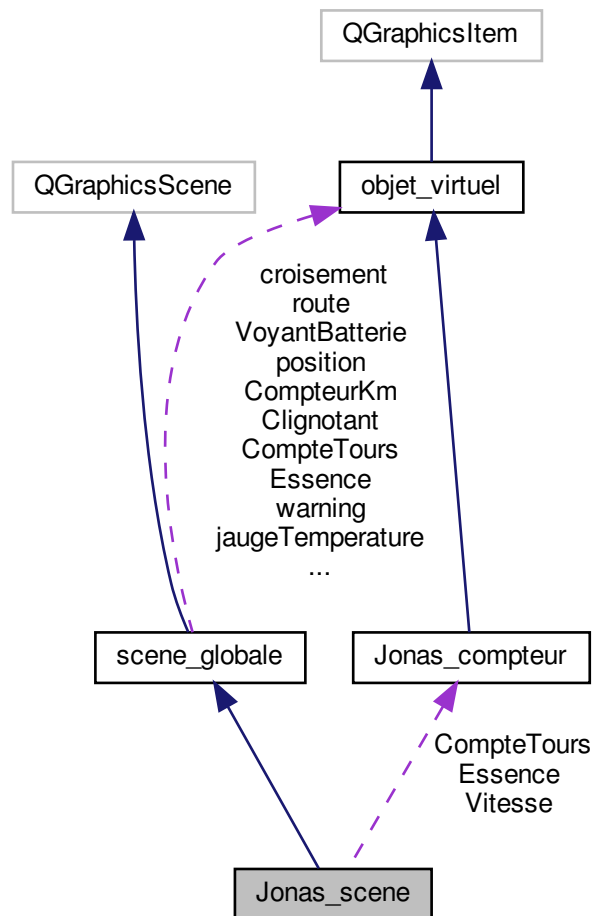 QGraphicsItem
QGraphicsScene
objet_virtuel
croisement
route
VoyantBatterie
position
CompteurKm
Clignotant
CompteTours
Essence
warning
jaugeTemperature
...
scene_globale
Jonas_compteur
CompteTours
Essence
Vitesse
Jonas_scene